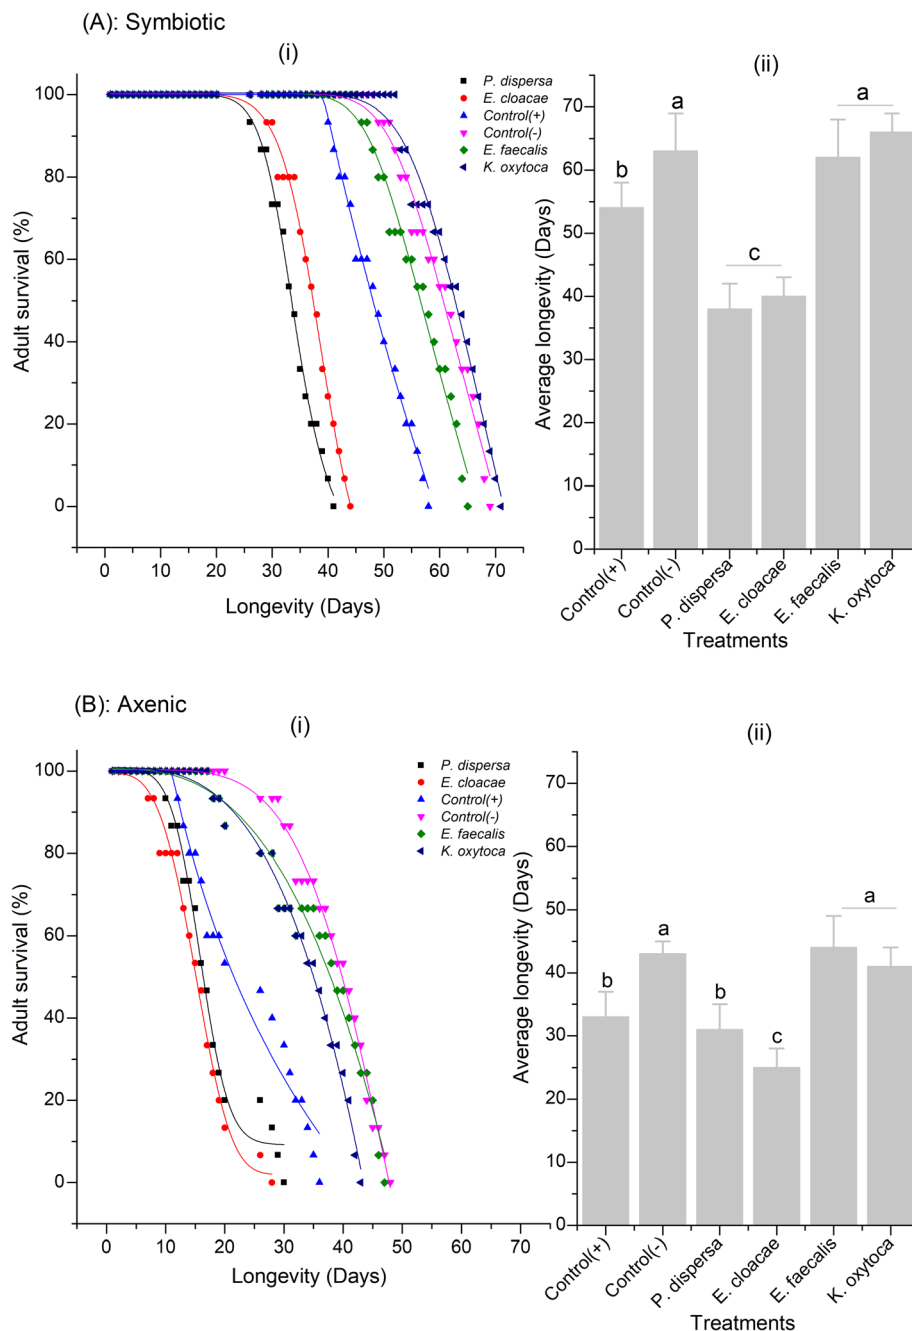 (A): Symbiotic
(i)
P. dispersa
E. cloacae
Control(+)
Control(-)
E. faecalis
K. oxytoca
100
80
60
40
20
0
Adult survival (%)
0 10 20 30 40 50 60 70
Longevity (Days)
(ii)
70
60
50
40
30
20
10
0
Average longevity (Days)
b
a
c
a
Control(+)
Control(-)
P. dispersa
E. cloacae
E. faecalis
K. oxytoca
Treatments
(B): Axenic
(i)
P. dispersa
E. cloacae
Control(+)
Control(-)
E. faecalis
K. oxytoca
100
80
60
40
20
0
Adult survival (%)
0 10 20 30 40 50 60 70
Longevity (Days)
(ii)
70
60
50
40
30
20
10
0
Average longevity (Days)
b
a
b
c
a
Control(+)
Control(-)
P. dispersa
E. cloacae
E. faecalis
K. oxytoca
Treatments